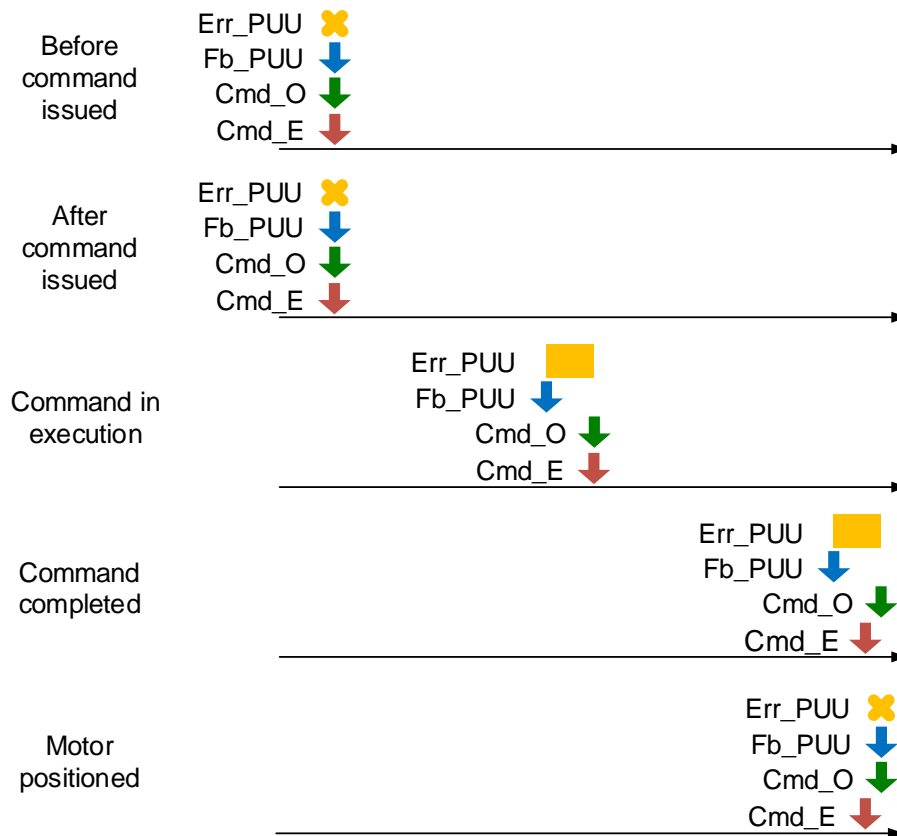 Before
command
issued
Err_PUU
Fb_PUU
Cmd_O
Cmd_E
After
command
issued
Err_PUU
Fb_PUU
Cmd_O
Cmd_E
Command in
execution
Err_PUU
Fb_PUU
Cmd_O
Cmd_E
Command
completed
Err_PUU
Fb_PUU
Cmd_O
Cmd_E
Motor
positioned
Err_PUU
Fb_PUU
Cmd_O
Cmd_E